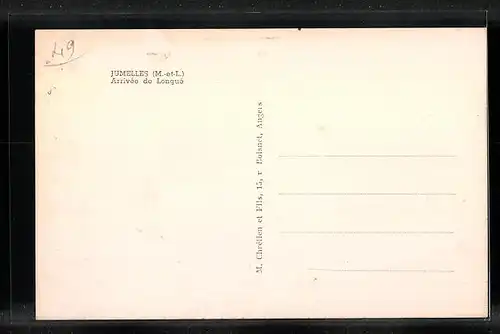 49
JUMELLES (M.-et-L.)
Arrivée de Longué
M. Chrétien et Fils, 15, r Boisnet, Angers